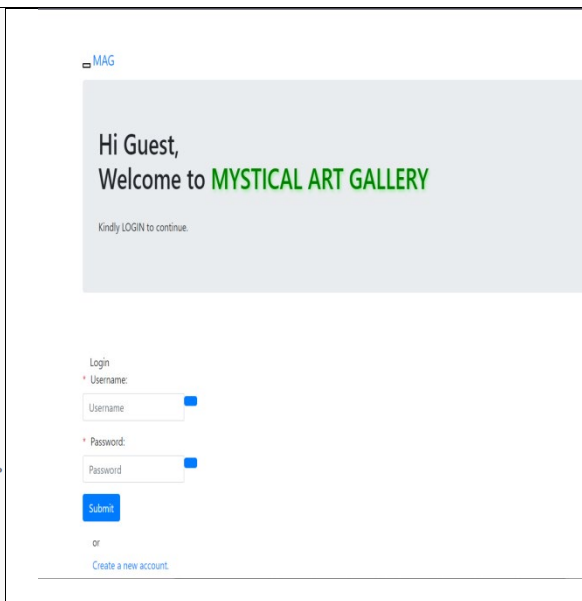 MAG
Hi Guest,
Welcome to MYSTICAL ART GALLERY
Kindly LOGIN to continue.
Login
* Username:
Username
* Password:
Password
Submit
or
Create a new account.